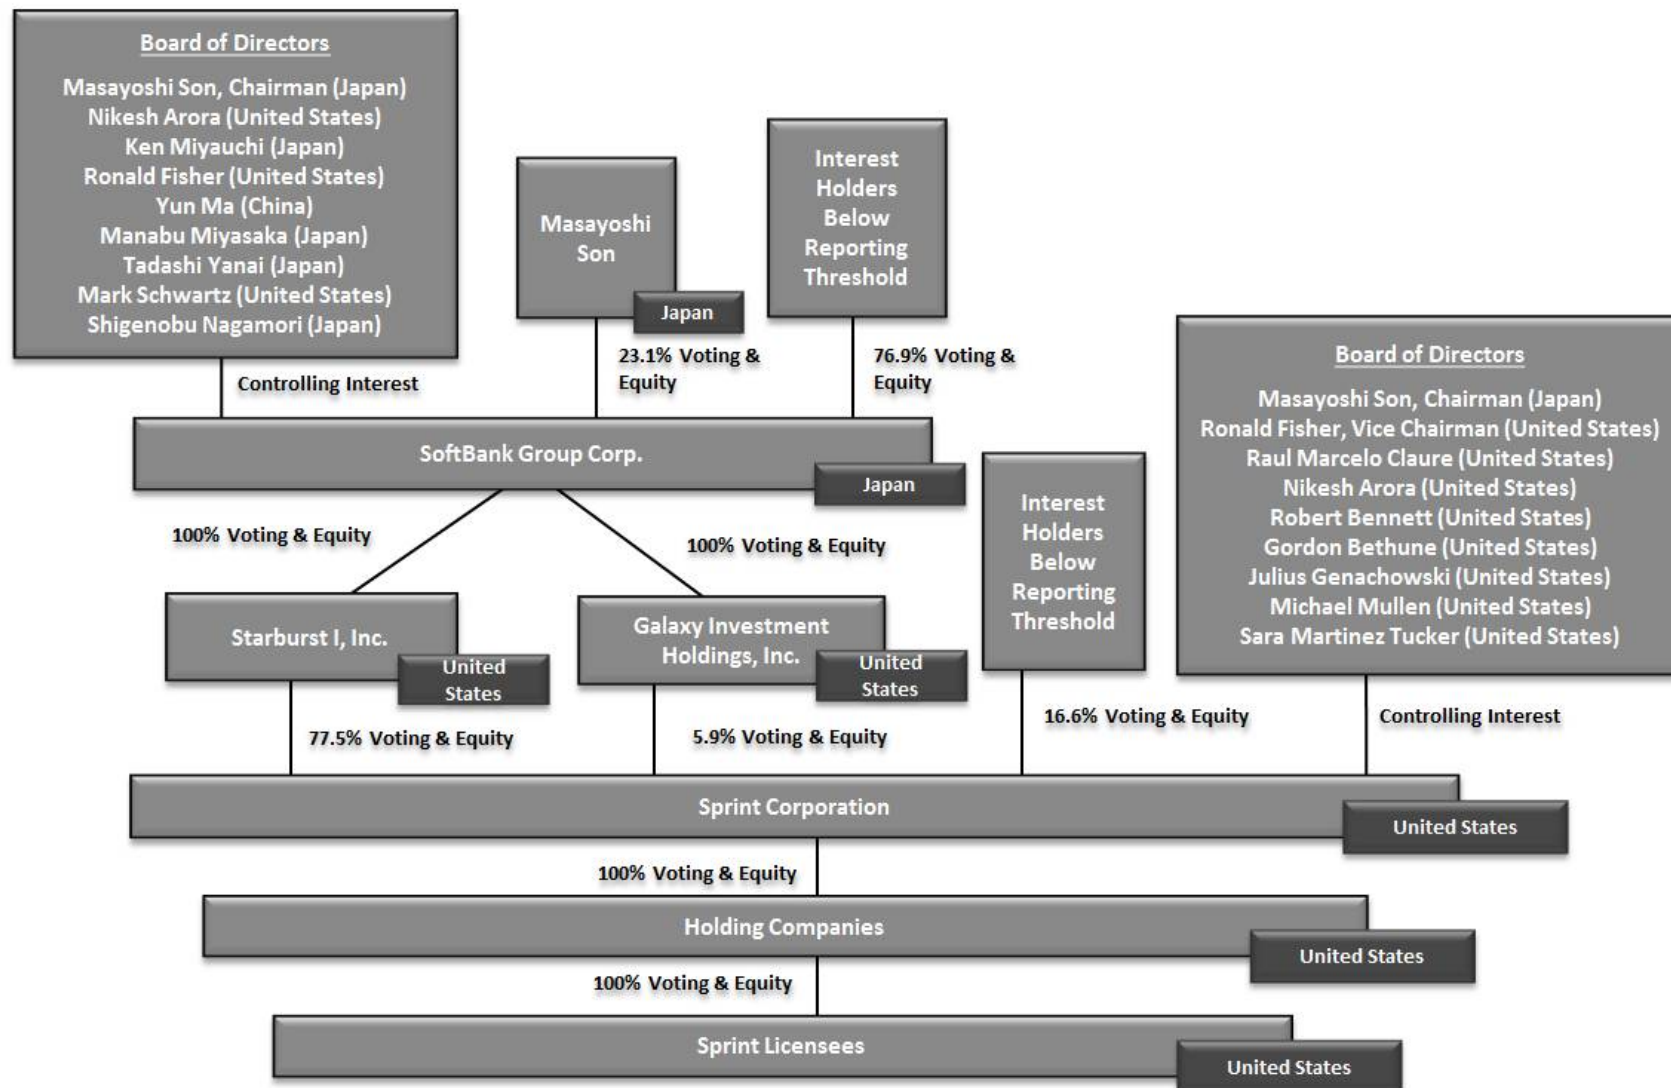 Board of Directors
Masayoshi Son, Chairman (Japan)
Nikesh Arora (United States)
Ken Miyauchi (Japan)
Ronald Fisher (United States)
Yun Ma (China)
Manabu Miyasaka (Japan)
Tadashi Yanai (Japan)
Mark Schwartz (United States)
Shigenobu Nagamori (Japan)
Masayoshi
Son
Japan
Interest
Holders
Below
Reporting
Threshold
Controlling Interest
23.1% Voting &
Equity
76.9% Voting &
Equity
SoftBank Group Corp.
Japan
Board of Directors
Masayoshi Son, Chairman (Japan)
Ronald Fisher, Vice Chairman (United States)
Raul Marcelo Claure (United States)
Nikesh Arora (United States)
Robert Bennett (United States)
Gordon Bethune (United States)
Julius Genachowski (United States)
Michael Mullen (United States)
Sara Martinez Tucker (United States)
Interest
Holders
Below
Reporting
Threshold
100% Voting & Equity
100% Voting & Equity
Starburst I, Inc.
United
States
Galaxy Investment
Holdings, Inc.
United
States
77.5% Voting & Equity
5.9% Voting & Equity
16.6% Voting & Equity
Controlling Interest
Sprint Corporation
United States
100% Voting & Equity
Holding Companies
United States
100% Voting & Equity
Sprint Licensees
United States